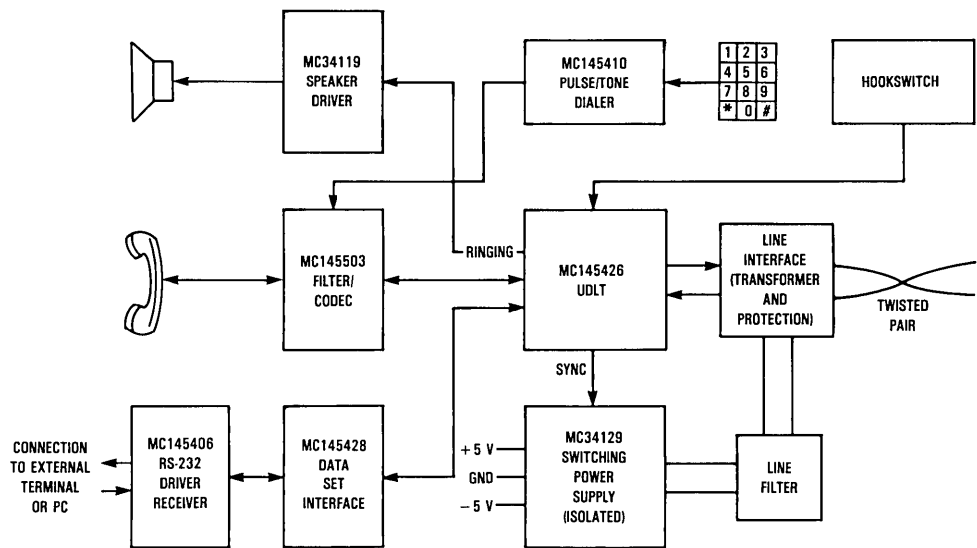 MC34119
SPEAKER
DRIVER
MC145410
PULSE/TONE
DIALER
1 2 3
4 5 6
7 8 9
* 0 #
HOOKSWITCH
MC145503
FILTER/
CODEC
RINGING
MC145426
UDLT
LINE
INTERFACE
(TRANSFORMER
AND
PROTECTION)
TWISTED
PAIR
SYNC
CONNECTION
TO EXTERNAL
TERMINAL
OR PC
MC145406
RS-232
DRIVER
RECEIVER
MC145428
DATA
SET
INTERFACE
+5 V
GND
−5 V
MC34129
SWITCHING
POWER
SUPPLY
(ISOLATED)
LINE
FILTER